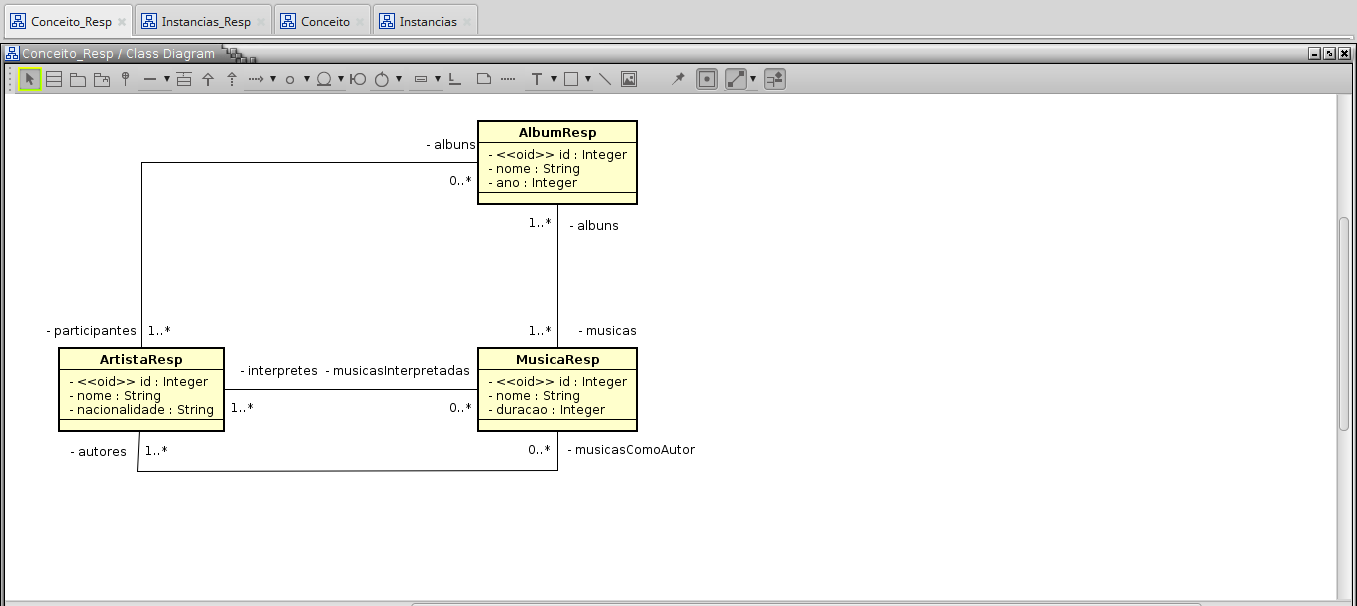 Conceito_Resp
Instancias_Resp
Conceito
Instancias
Conceito_Resp / Class Diagram
T
AlbumResp
- <<oid>> id : Integer
- nome : String
- ano : Integer
- albuns
0..*
1..*
- albuns
- participantes
1..*
1..*
- musicas
ArtistaResp
- <<oid>> id : Integer
- nome : String
- nacionalidade : String
- interpretes
- musicasInterpretadas
1..*
0..*
MusicaResp
- <<oid>> id : Integer
- nome : String
- duracao : Integer
- autores
1..*
0..*
- musicasComoAutor